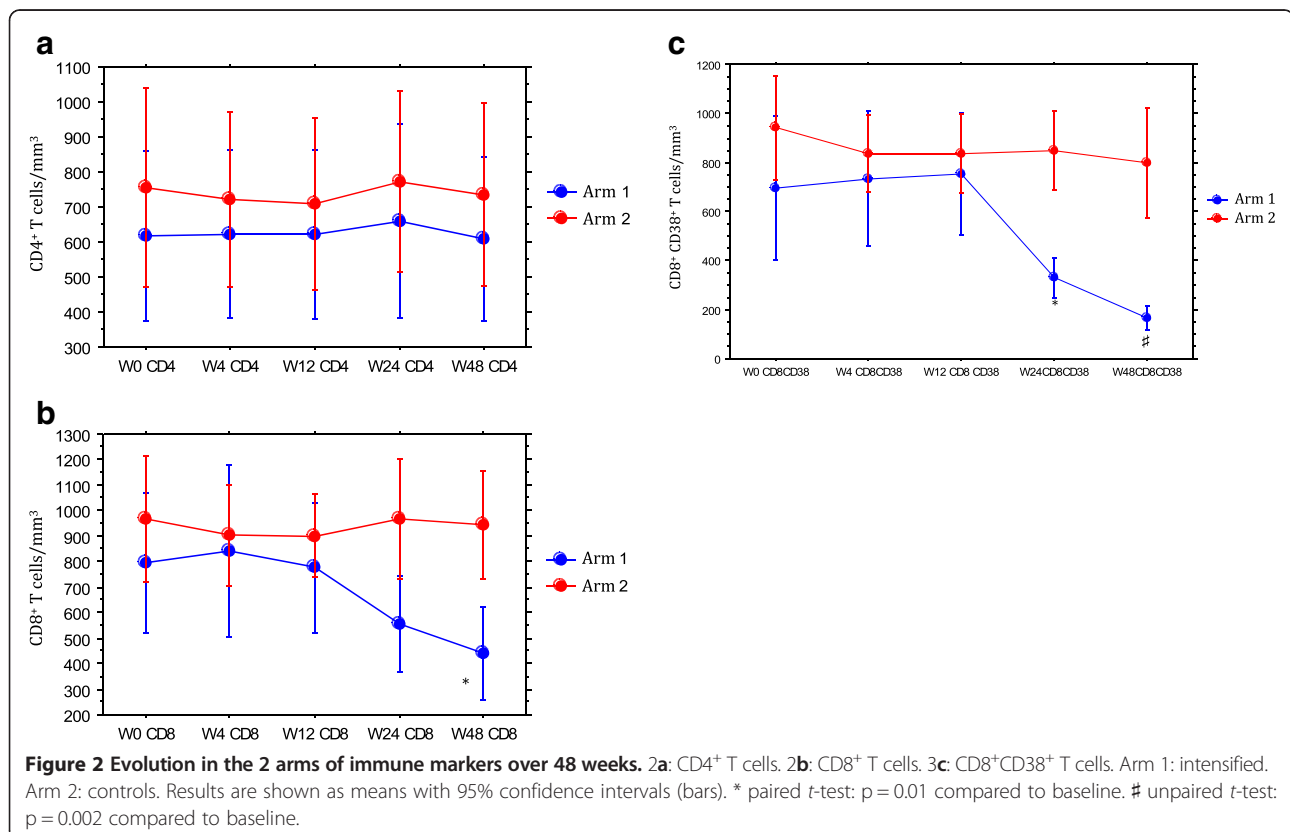 a
1100
1000
900
800
700
600
500
400
300
CD4+ T cells/mm³
W0 CD4 W4 CD4 W12 CD4 W24 CD4 W48 CD4
Arm 1
Arm 2
b
1300
1200
1100
1000
900
800
700
600
500
400
300
200
CD8+ T cells/mm³
*
W0 CD8 W4 CD8 W12 CD8 W24 CD8 W48 CD8
Arm 1
Arm 2
c
1200
1000
800
600
400
200
0
CD8+ CD38+ T cells/mm³
*
♯
W0 CD8CD38 W4 CD8CD38 W12 CD8 CD38 W24CD8CD38 W48CD8CD38
Arm 1
Arm 2
Figure 2 Evolution in the 2 arms of immune markers over 48 weeks. 2a: CD4+ T cells. 2b: CD8+ T cells. 3c: CD8+CD38+ T cells. Arm 1: intensified.
Arm 2: controls. Results are shown as means with 95% confidence intervals (bars). * paired t-test: p = 0.01 compared to baseline. ♯ unpaired t-test:
p = 0.002 compared to baseline.